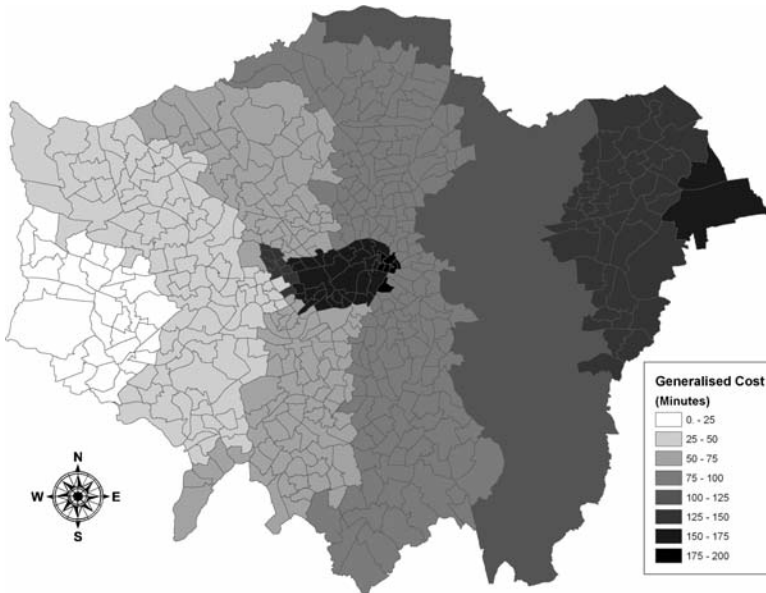 Generalised Cost
(Minutes)
0. - 25
25 - 50
50 - 75
75 - 100
100 - 125
125 - 150
150 - 175
175 - 200
N
W E
S